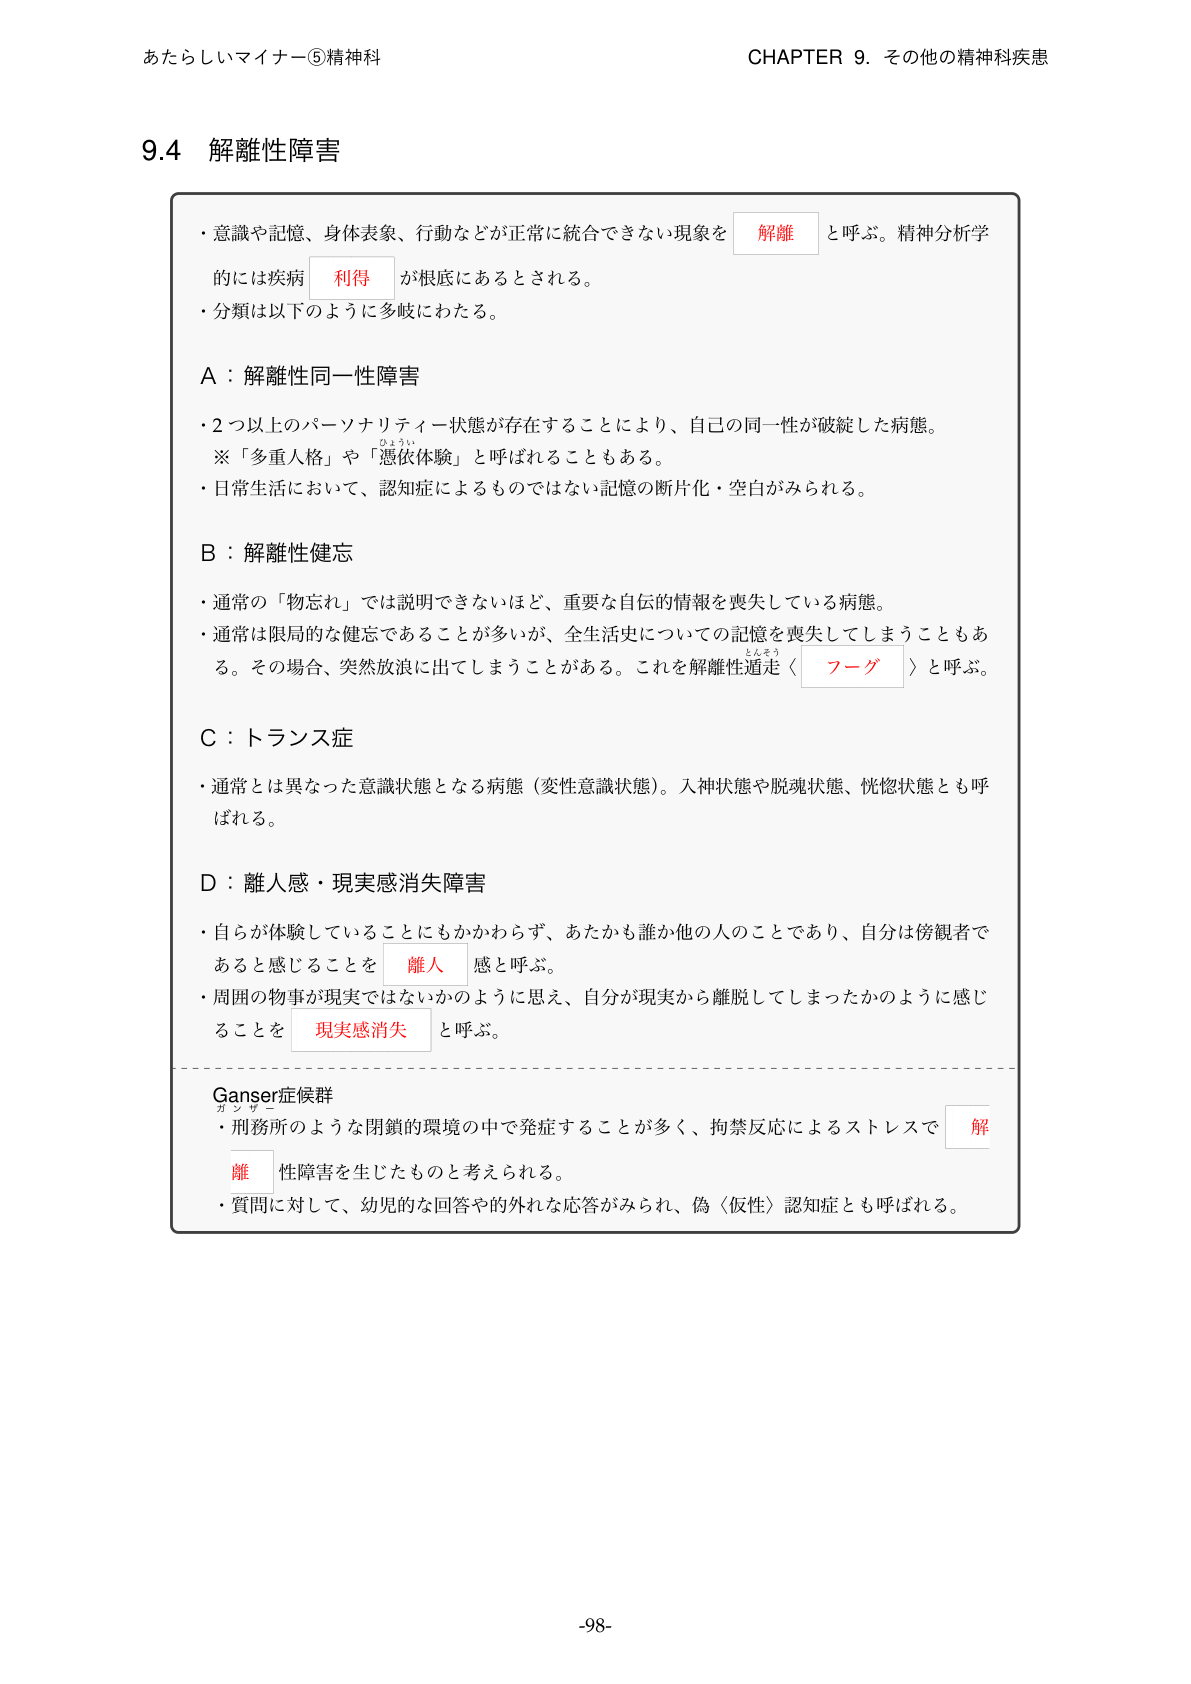 あたらしいマイナー⑤精神科
CHAPTER 9. その他の精神科疾患
9.4 解離性障害
・意識や記憶、身体表象、行動などが正常に統合できない現象を 解離 と呼ぶ。精神分析学
的には疾病 利得 が根底にあるとされる。
・分類は以下のように多岐にわたる。
A：解離性同一性障害
・2つ以上のパーソナリティー状態が存在することにより、自己の同一性が破綻した病態。
ひょうい
※「多重人格」や「憑依体験」と呼ばれることもある。
・日常生活において、認知症によるものではない記憶の断片化・空白がみられる。
B：解離性健忘
・通常の「物忘れ」では説明できないほど、重要な自伝的情報を喪失している病態。
・通常は限局的な健忘であることが多いが、全生活史についての記憶を喪失してしまうこともあ
とんそう
る。その場合、突然放浪に出てしまうことがある。これを解離性遁走〈 フーグ 〉と呼ぶ。
C：トランス症
・通常とは異なった意識状態となる病態（変性意識状態）。入神状態や脱魂状態、恍惚状態とも呼
ばれる。
D：離人感・現実感消失障害
・自らが体験していることにもかかわらず、あたかも誰か他の人のことであり、自分は傍観者で
あると感じることを 離人 感と呼ぶ。
・周囲の物事が現実ではないかのように思え、自分が現実から離脱してしまったかのように感じ
ることを 現実感消失 と呼ぶ。
Ganser症候群
ガンザー
・刑務所のような閉鎖的環境の中で発症することが多く、拘禁反応によるストレスで 解
離 性障害を生じたものと考えられる。
・質問に対して、幼児的な回答や的外れな応答がみられ、偽〈仮性〉認知症とも呼ばれる。
-98-